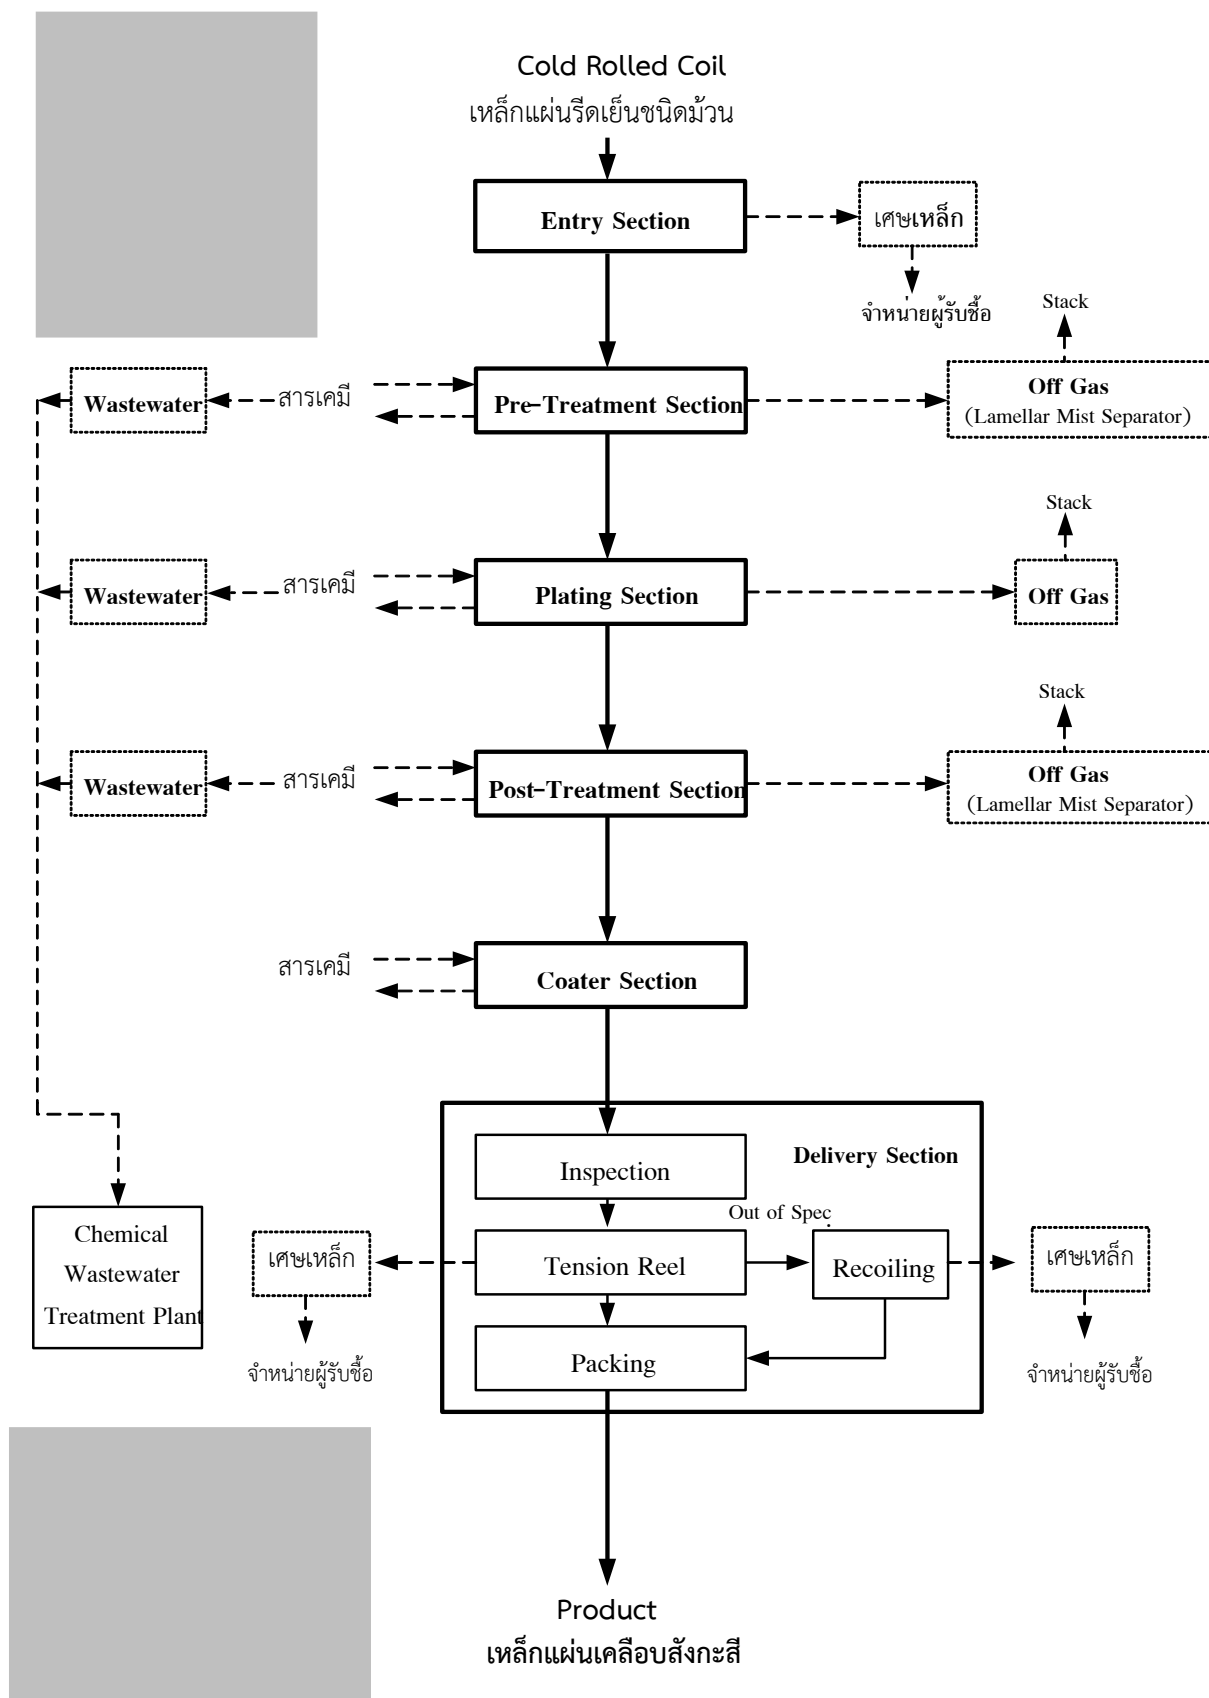 Cold Rolled Coil
เหล็กแผ่นรีดเย็นชนิดม้วน
Entry Section
เศษเหล็ก
จำหน่ายผู้รับซื้อ
Stack
Wastewater
สารเคมี
Pre-Treatment Section
Off Gas
(Lamellar Mist Separator)
Stack
Wastewater
สารเคมี
Plating Section
Off Gas
Stack
Wastewater
สารเคมี
Post-Treatment Section
Off Gas
(Lamellar Mist Separator)
สารเคมี
Coater Section
Inspection
Delivery Section
Out of Spec.
Chemical
Wastewater
Treatment Plant
เศษเหล็ก
Tension Reel
Recoiling
เศษเหล็ก
จำหน่ายผู้รับซื้อ
Packing
จำหน่ายผู้รับซื้อ
Product
เหล็กแผ่นเคลือบสังกะสี